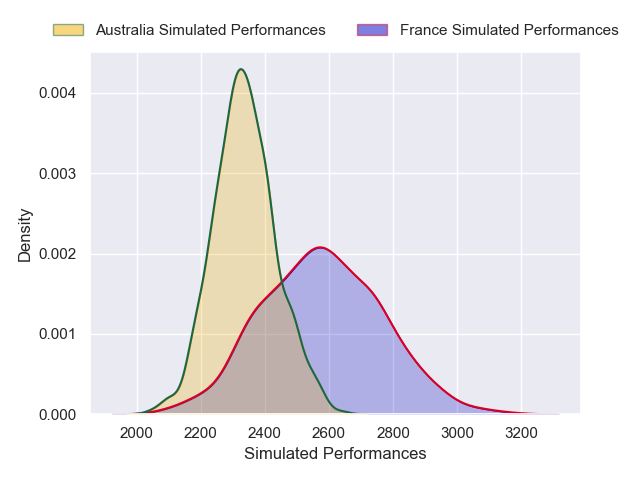 Australia Simulated Performances
France Simulated Performances
0.004
0.003
0.002
0.001
0.000
Density
2000 2200 2400 2600 2800 3000 3200
Simulated Performances